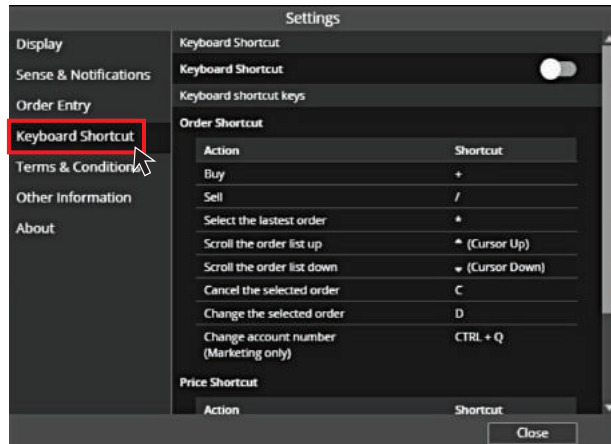 Settings
Display
Sense & Notifications
Order Entry
Keyboard Shortcut
Terms & Condition
Other Information
About
Keyboard Shortcut
Keyboard Shortcut
Keyboard shortcut keys
Order Shortcut
Action Shortcut
Buy +
Sell /
Select the lastest order *
Scroll the order list up ▲ (Cursor Up)
Scroll the order list down ▼ (Cursor Down)
Cancel the selected order C
Change the selected order D
Change account number CTRL + Q
(Marketing only)
Price Shortcut
Action Shortcut
Close